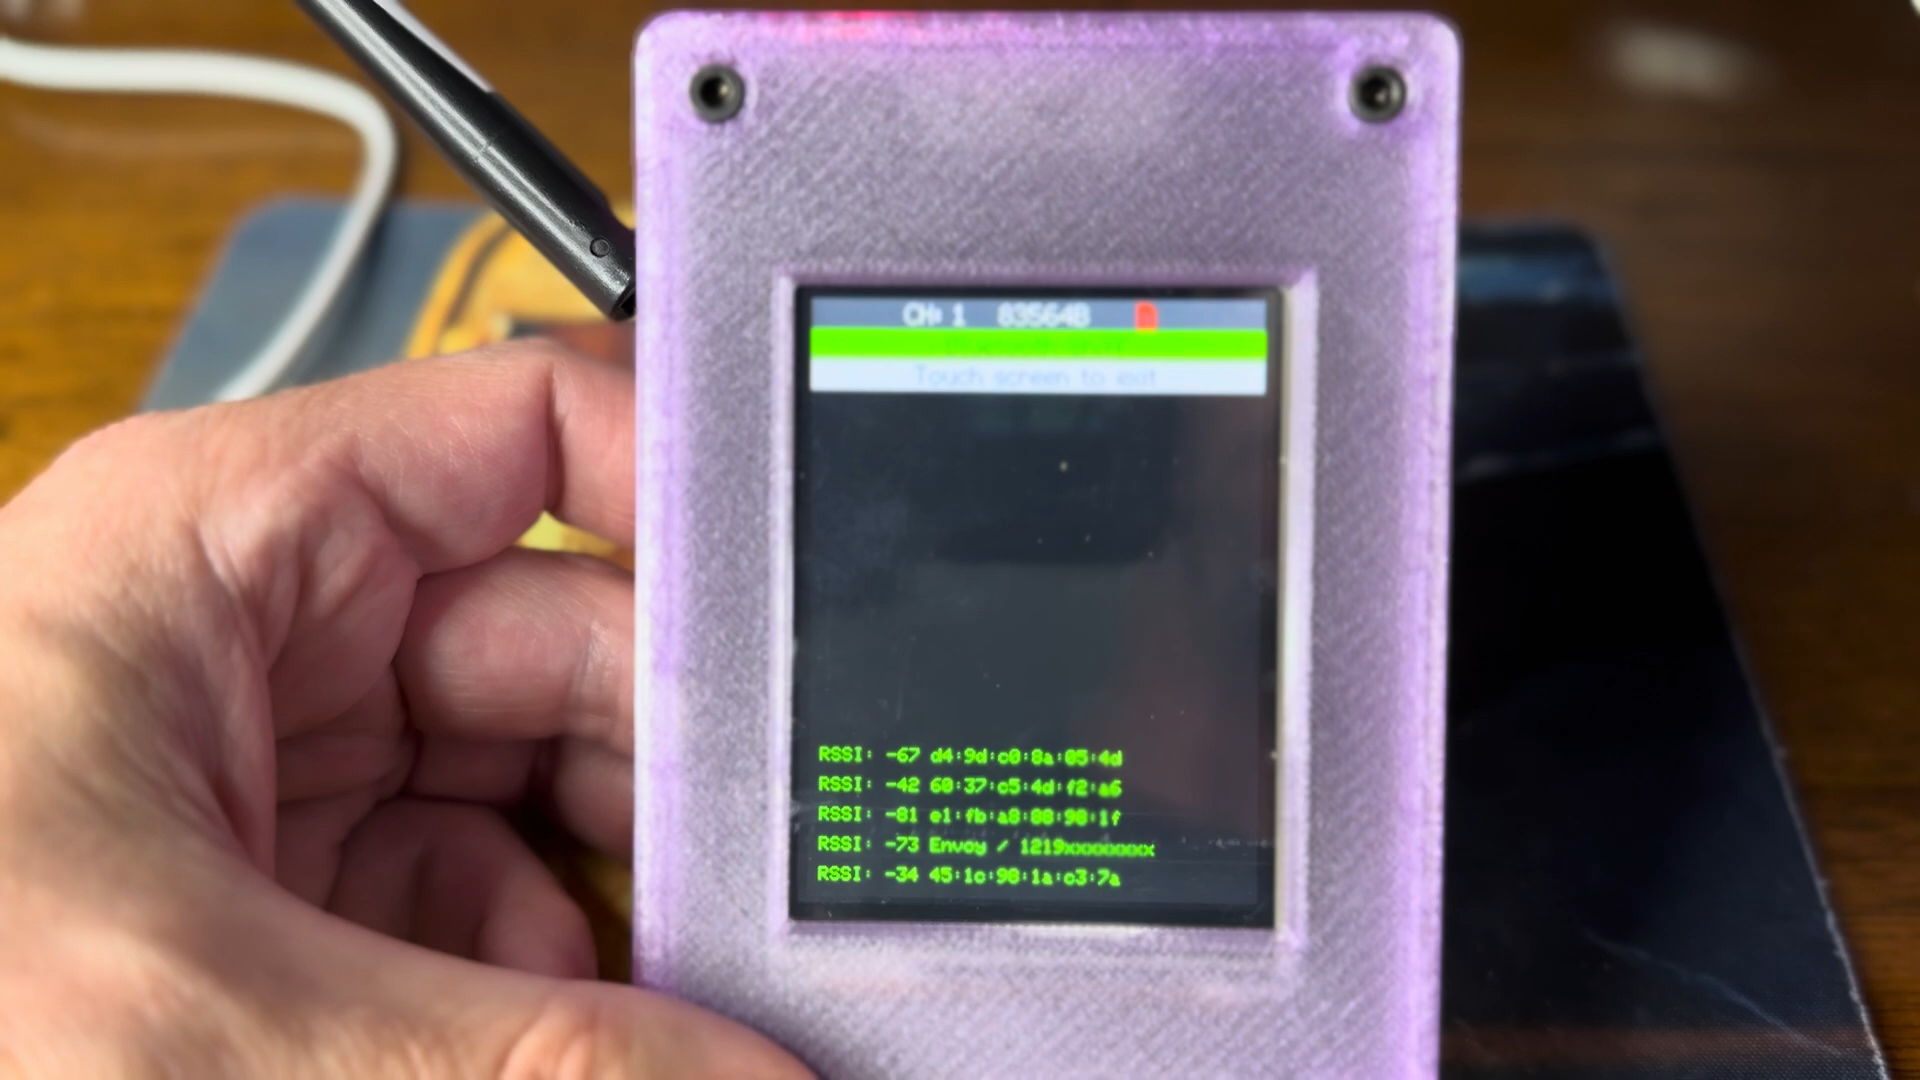 CH: 1 83564B
Touch screen to exit
RSSI: -67 d4:9d:c0:8a:05:4d
RSSI: -42 60:37:c5:4d:f2:a6
RSSI: -81 e1:fb:a8:88:98:1f
RSSI: -73 Envoy / 1219xxxxxxxx
RSSI: -34 45:1c:98:1a:c3:7a